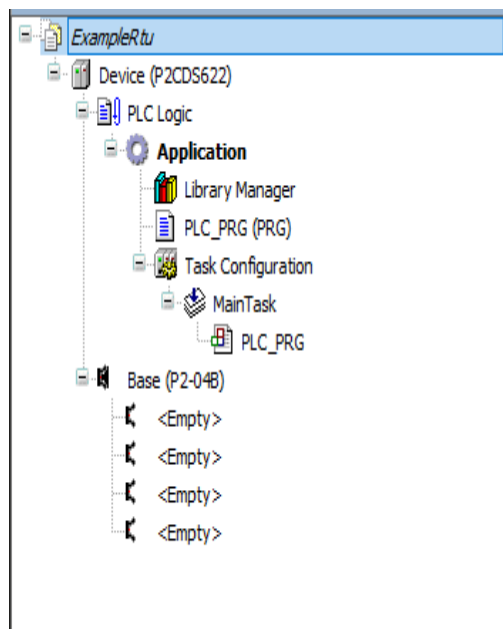 ExampleRtu
Device (P2CDS622)
PLC Logic
Application
Library Manager
PLC_PRG (PRG)
Task Configuration
MainTask
PLC_PRG
Base (P2-04B)
<Empty>
<Empty>
<Empty>
<Empty>